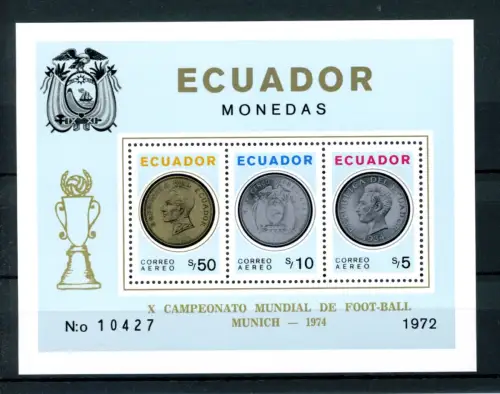 ECUADOR
MONEDAS
ECUADOR
ECUADOR
ECUADOR
ECUADOR
CORREO
AEREO
S/50
CORREO
AEREO
S/10
CORREO
AEREO
S/5
X CAMPEONATO MUNDIAL DE FOOT-BALL
MUNICH — 1974
N:o 10427
1972